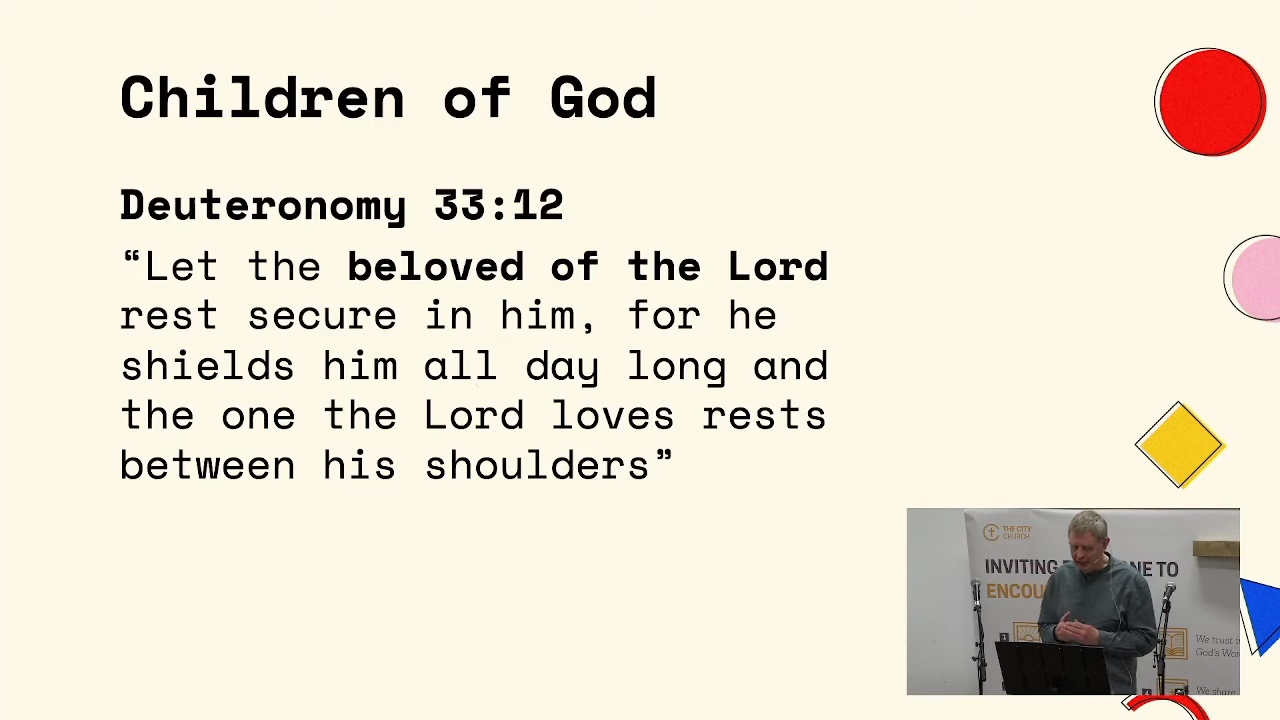 Children of God
Deuteronomy 33:12
“Let the beloved of the Lord
rest secure in him, for he
shields him all day long and
the one the Lord loves rests
between his shoulders”
THE CITY
CHURCH
INVITING NE TO
ENCOU
We trust
God's Wor
We share